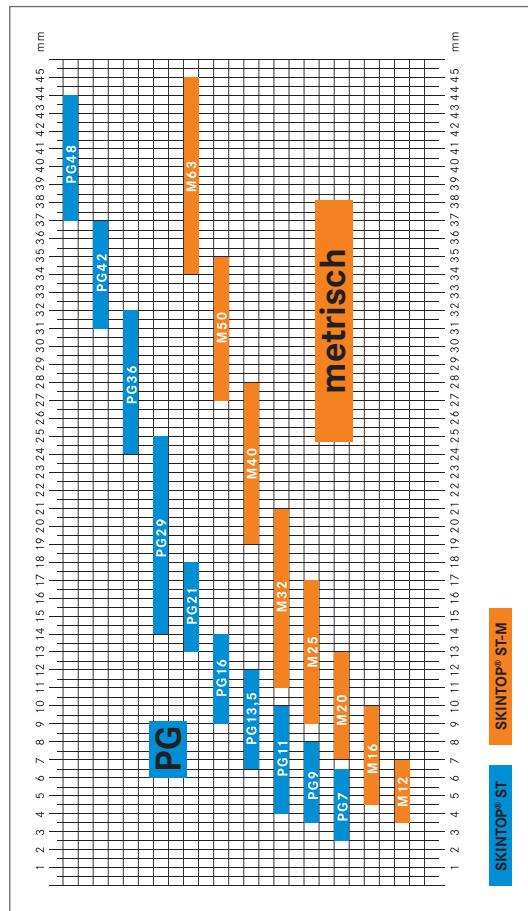 1 2 3 4 5 6 7 8 9 10 11 12 13 14 15 16 17 18 19 20 21 22 23 24 25 26 27 28 29 30 31 32 33 34 35 36 37 38 39 40 41 42 43 44 45 mm
PG48
PG42
PG36
PG29
PG
PG21 M63
PG16 M50
PG13,5 M40
PG11 M32
PG9 M25
metrisch
PG7 M20
M16
M12
1 2 3 4 5 6 7 8 9 10 11 12 13 14 15 16 17 18 19 20 21 22 23 24 25 26 27 28 29 30 31 32 33 34 35 36 37 38 39 40 41 42 43 44 45 mm
SKINTOP® ST SKINTOP® ST-M